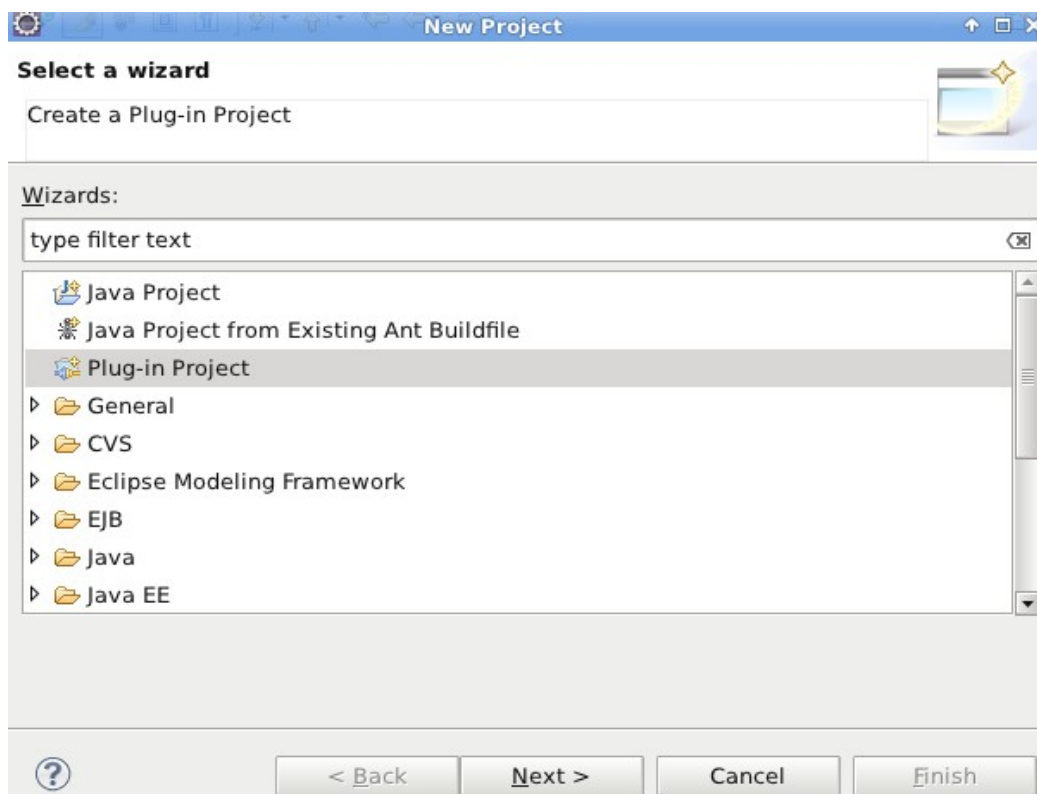 New Project
Select a wizard
Create a Plug-in Project
Wizards:
type filter text
Java Project
Java Project from Existing Ant Buildfile
Plug-in Project
General
CVS
Eclipse Modeling Framework
EJB
Java
Java EE
? < Back Next > Cancel Finish